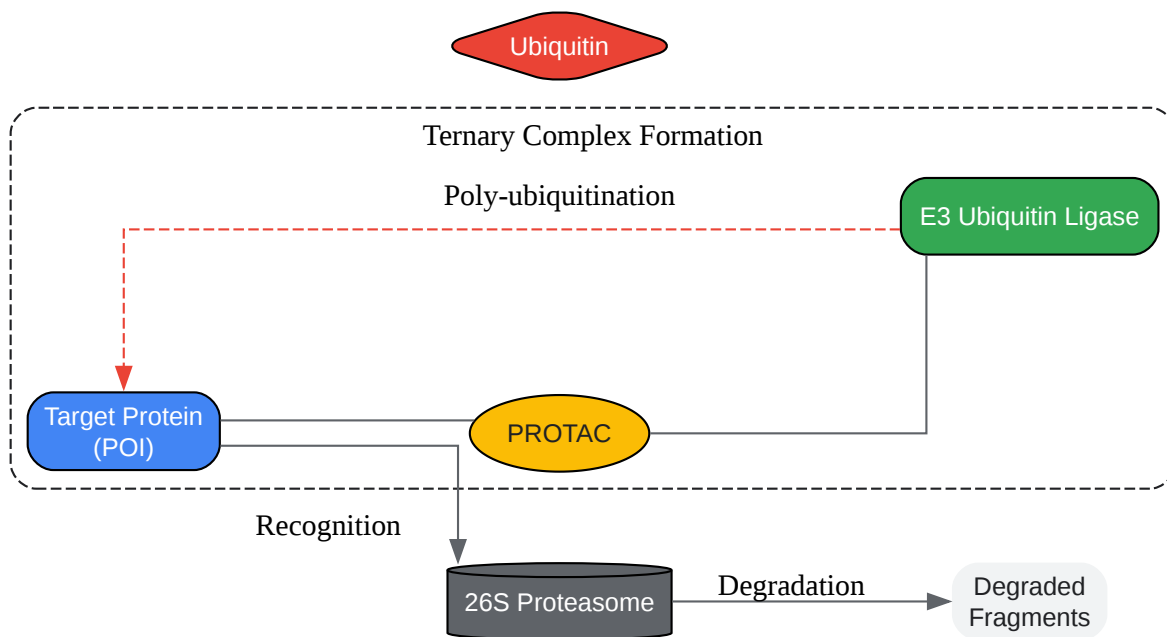 Ubiquitin
Ternary Complex Formation
Poly-ubiquitination
E3 Ubiquitin Ligase
Target Protein
(POI)
PROTAC
Recognition
26S Proteasome
Degradation
Degraded
Fragments